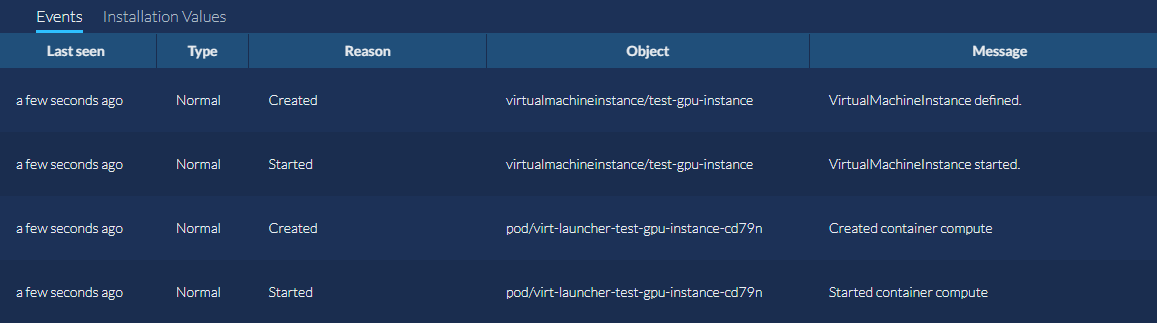 Events Installation Values
Last seen Type Reason Object Message
a few seconds ago Normal Created virtualmachineinstance/test-gpu-instance VirtualMachineInstance defined.
a few seconds ago Normal Started virtualmachineinstance/test-gpu-instance VirtualMachineInstance started.
a few seconds ago Normal Created pod/virt-launcher-test-gpu-instance-cd79n Created container compute
a few seconds ago Normal Started pod/virt-launcher-test-gpu-instance-cd79n Started container compute